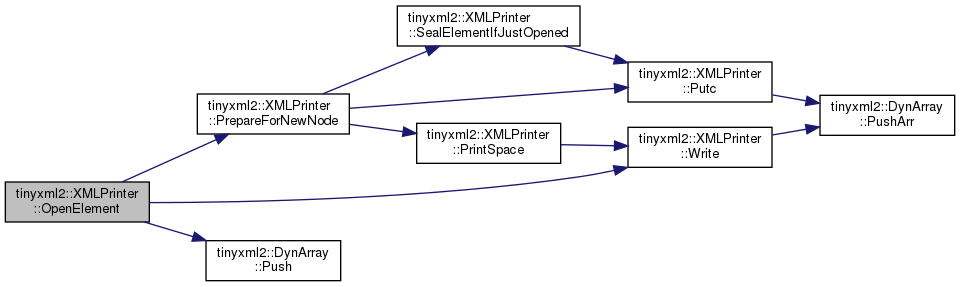 tinyxml2::XMLPrinter
::OpenElement
tinyxml2::XMLPrinter
::PrepareForNewNode
tinyxml2::XMLPrinter
::SealElementIfJustOpened
tinyxml2::XMLPrinter
::Putc
tinyxml2::DynArray
::PushArr
tinyxml2::XMLPrinter
::PrintSpace
tinyxml2::XMLPrinter
::Write
tinyxml2::DynArray
::Push